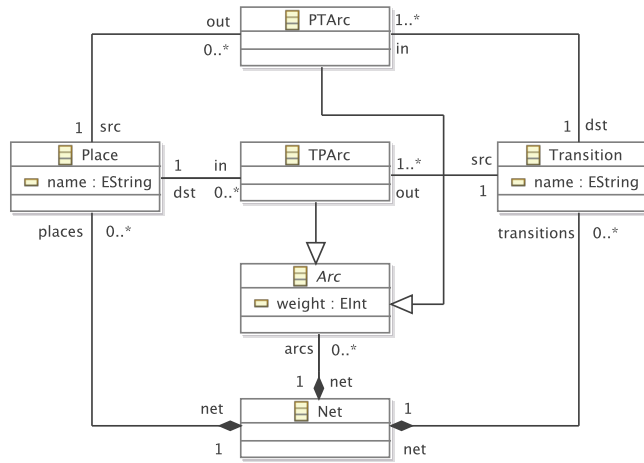 out
PTArc
1..*
0..*
in
1
src
1
dst
Place
name : EString
1
in
dst
0..*
TPArc
1..*
out
src
1
Transition
name : EString
places
0..*
transitions
0..*
Arc
weight : EInt
arcs
0..*
1
net
net
1
Net
1
net